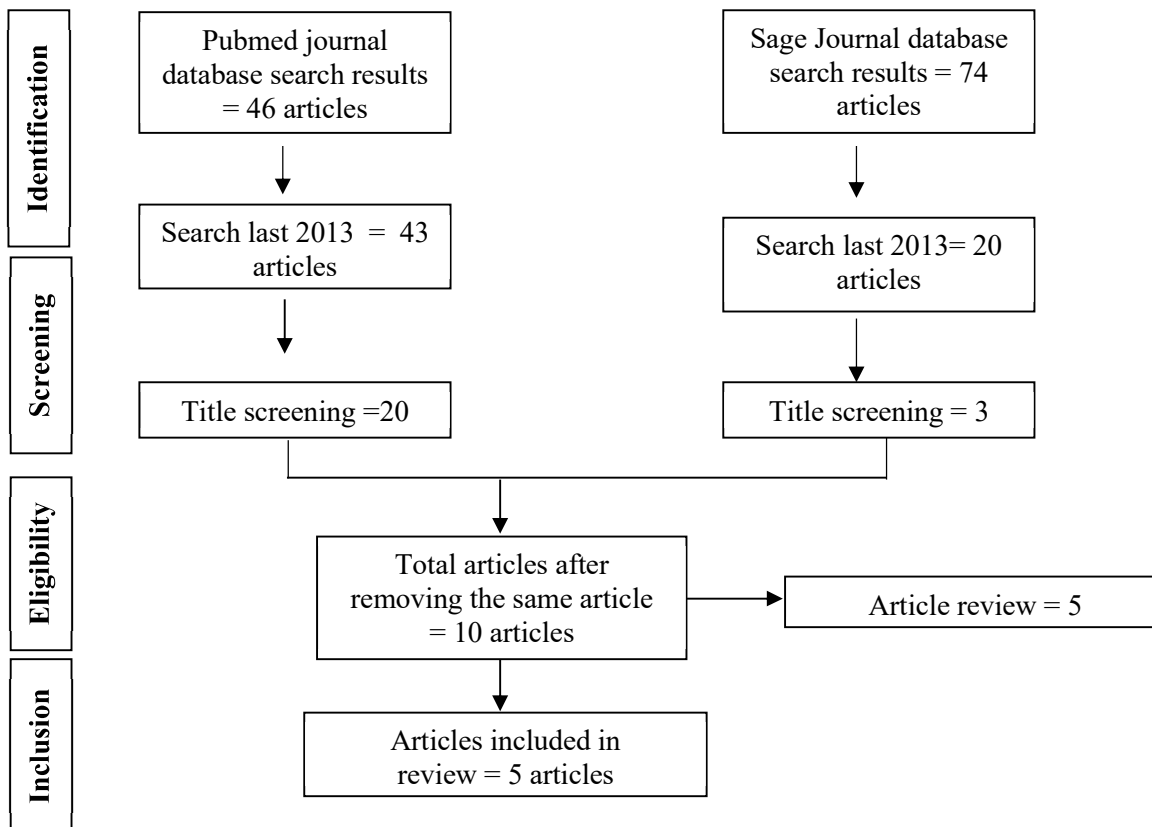 Identification
Pubmed journal
database search results
= 46 articles
Sage Journal database
search results = 74
articles
Search last 2013 = 43
articles
Search last 2013= 20
articles
Screening
Title screening =20
Title screening = 3
Eligibility
Total articles after
removing the same article
= 10 articles
Article review = 5
Inclusion
Articles included in
review = 5 articles